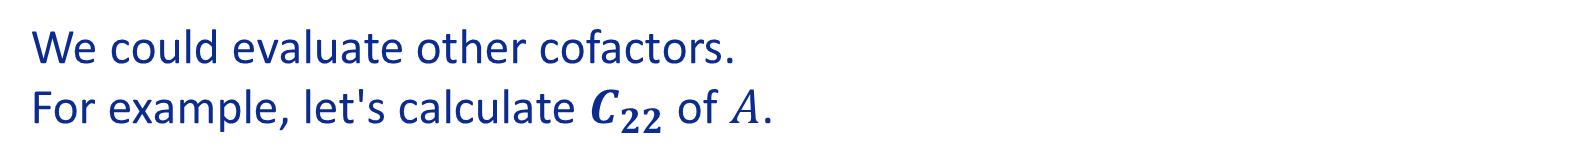 We could evaluate other cofactors.
For example, let's calculate C₂₂ of A.